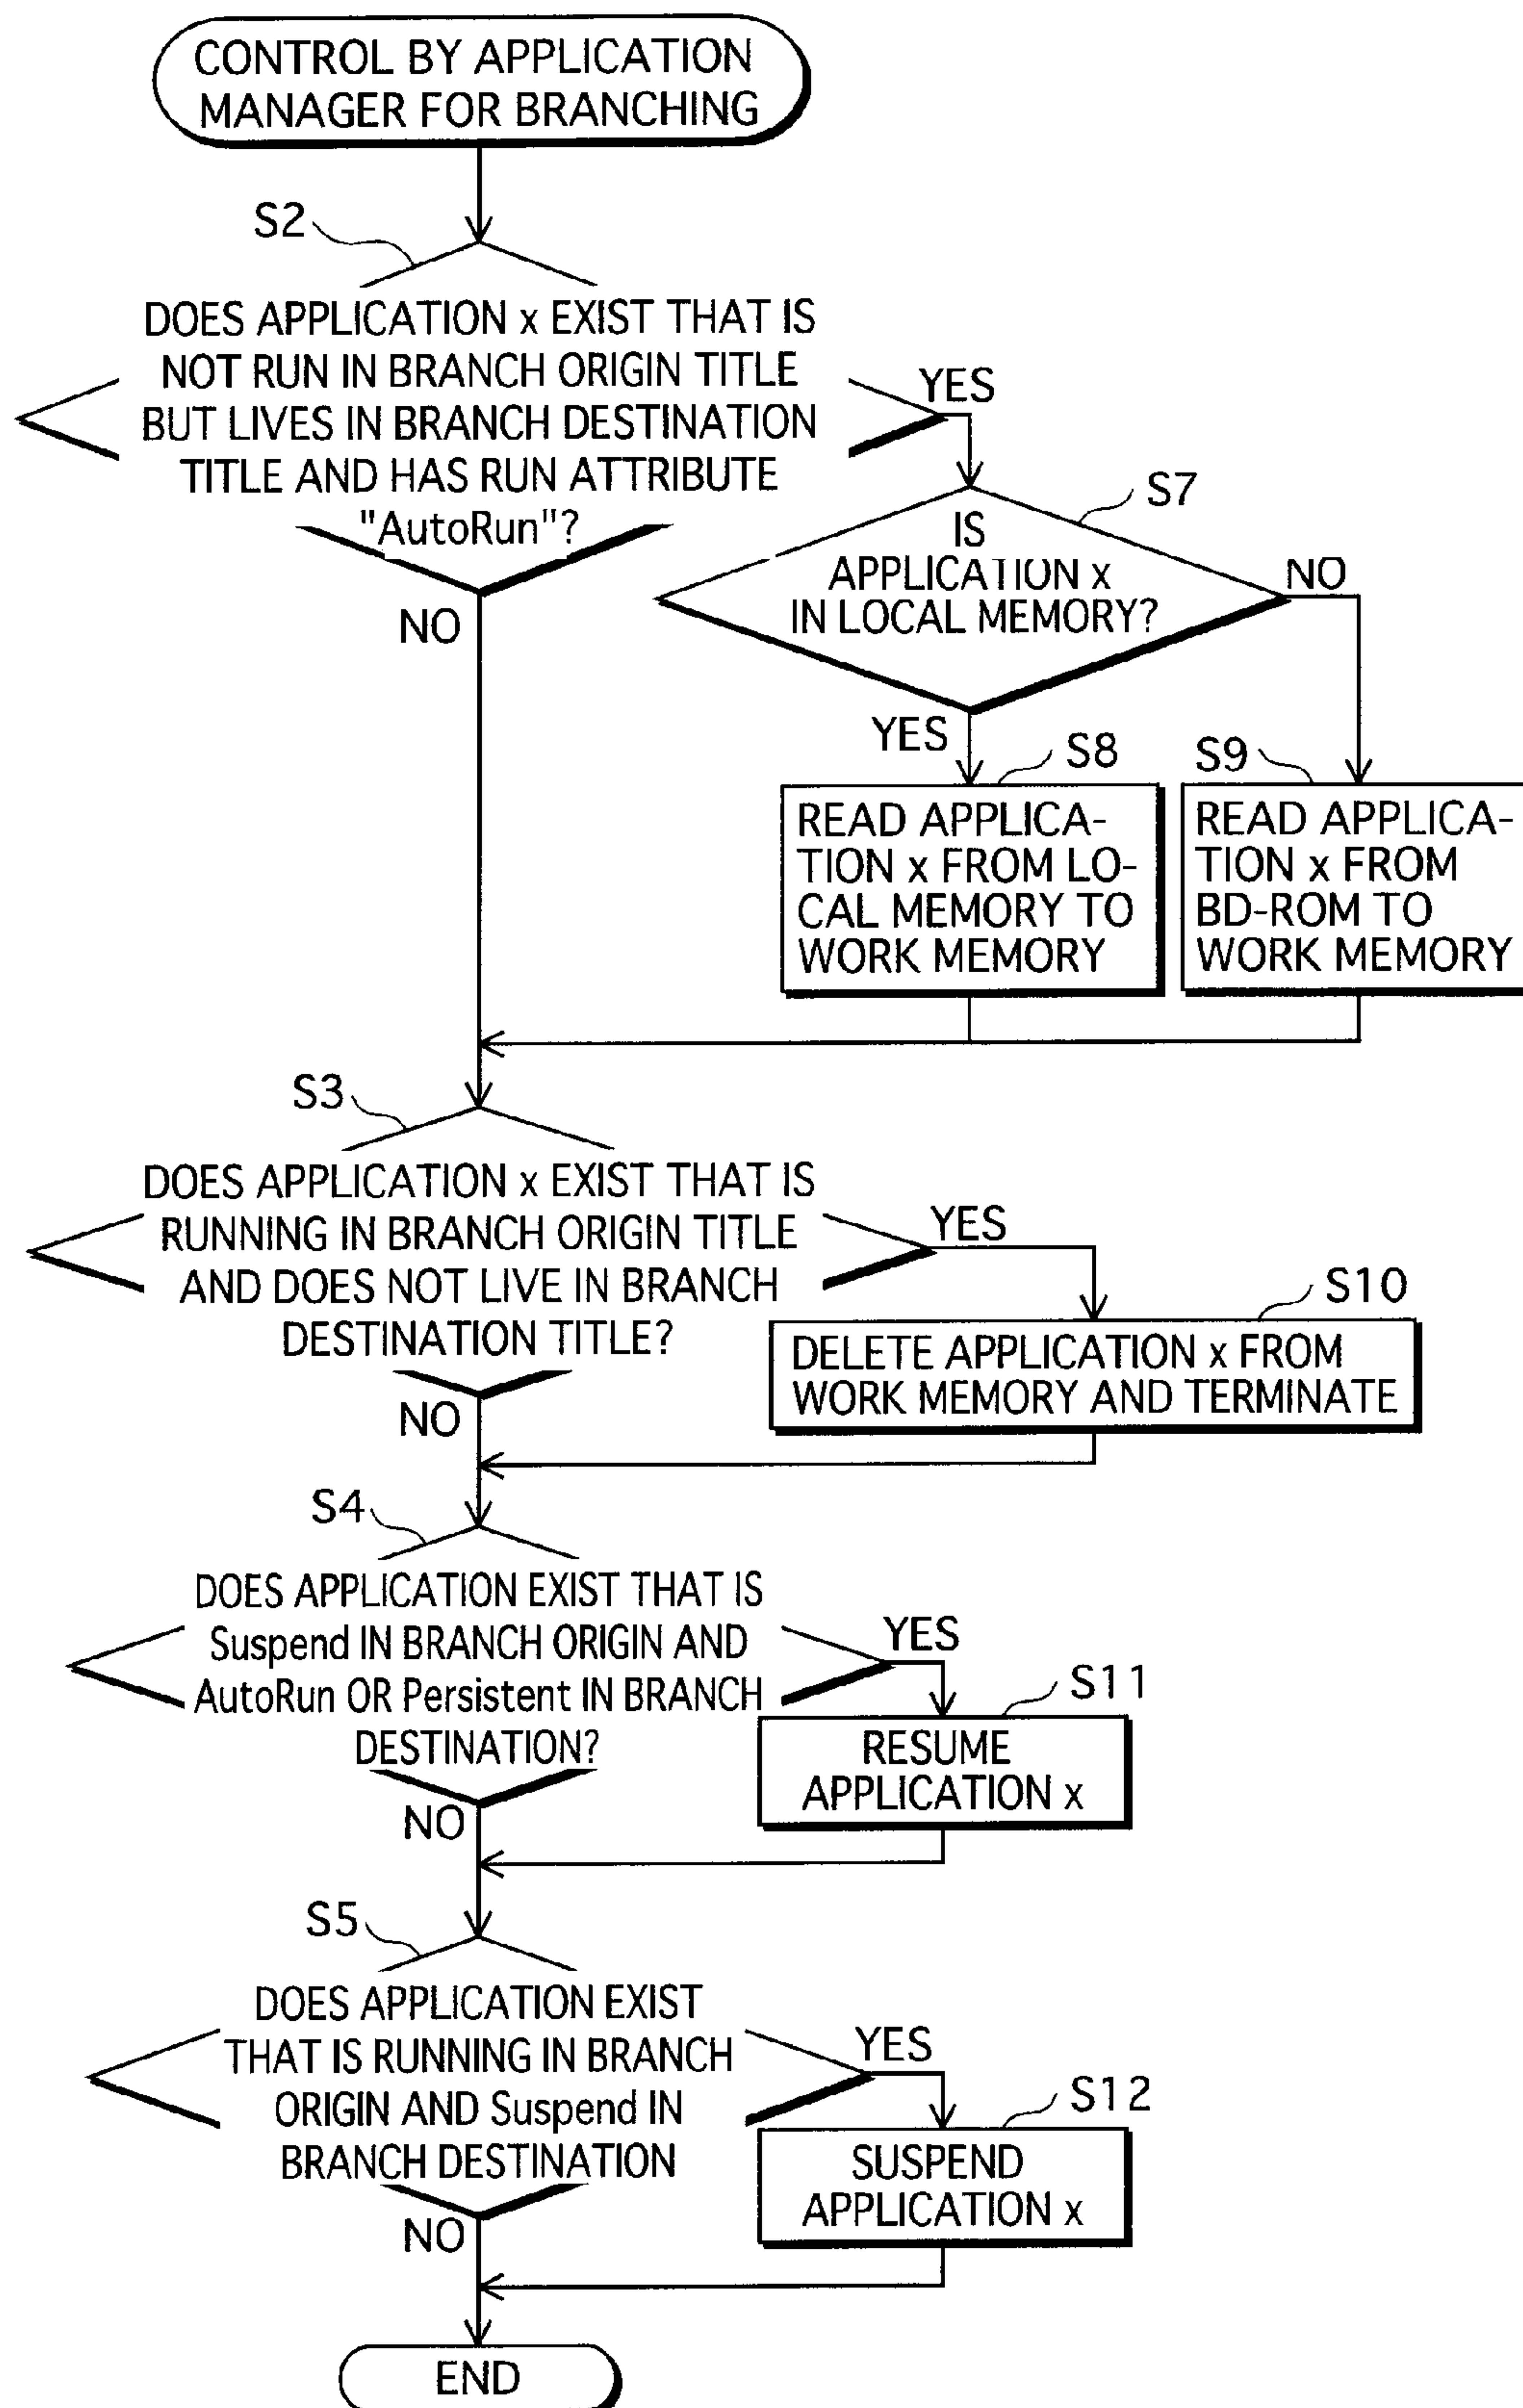 CONTROL BY APPLICATION
MANAGER FOR BRANCHING
S2
DOES APPLICATION x EXIST THAT IS
NOT RUN IN BRANCH ORIGIN TITLE
BUT LIVES IN BRANCH DESTINATION
TITLE AND HAS RUN ATTRIBUTE
"AutoRun"?
YES
NO
S7
IS
APPLICATION x
IN LOCAL MEMORY?
NO
YES
S8
READ APPLICA-
TION x FROM LO-
CAL MEMORY TO
WORK MEMORY
S9
READ APPLICA-
TION x FROM
BD-ROM TO
WORK MEMORY
S3
DOES APPLICATION x EXIST THAT IS
RUNNING IN BRANCH ORIGIN TITLE
AND DOES NOT LIVE IN BRANCH
DESTINATION TITLE?
YES
NO
S10
DELETE APPLICATION x FROM
WORK MEMORY AND TERMINATE
S4
DOES APPLICATION EXIST THAT IS
Suspend IN BRANCH ORIGIN AND
AutoRun OR Persistent IN BRANCH
DESTINATION?
YES
NO
S11
RESUME
APPLICATION x
S5
DOES APPLICATION EXIST
THAT IS RUNNING IN BRANCH
ORIGIN AND Suspend IN
BRANCH DESTINATION
YES
NO
S12
SUSPEND
APPLICATION x
END